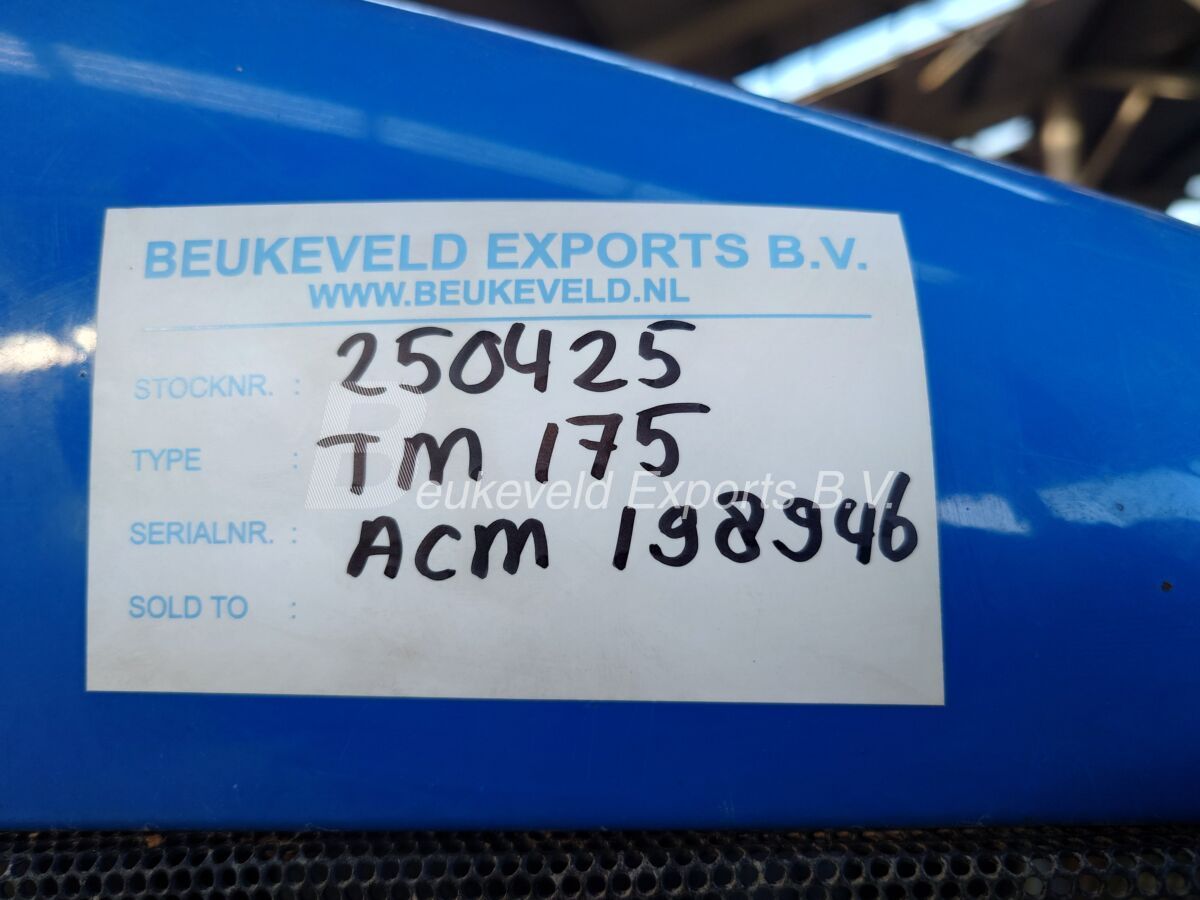 BEUKEVELD EXPORTS B.V.
WWW.BEUKEVELD.NL
STOCKNR. : 250425
TYPE : TM 175
Beukeveld Exports B.V.
SERIALNR. : ACM 198946
SOLD TO :